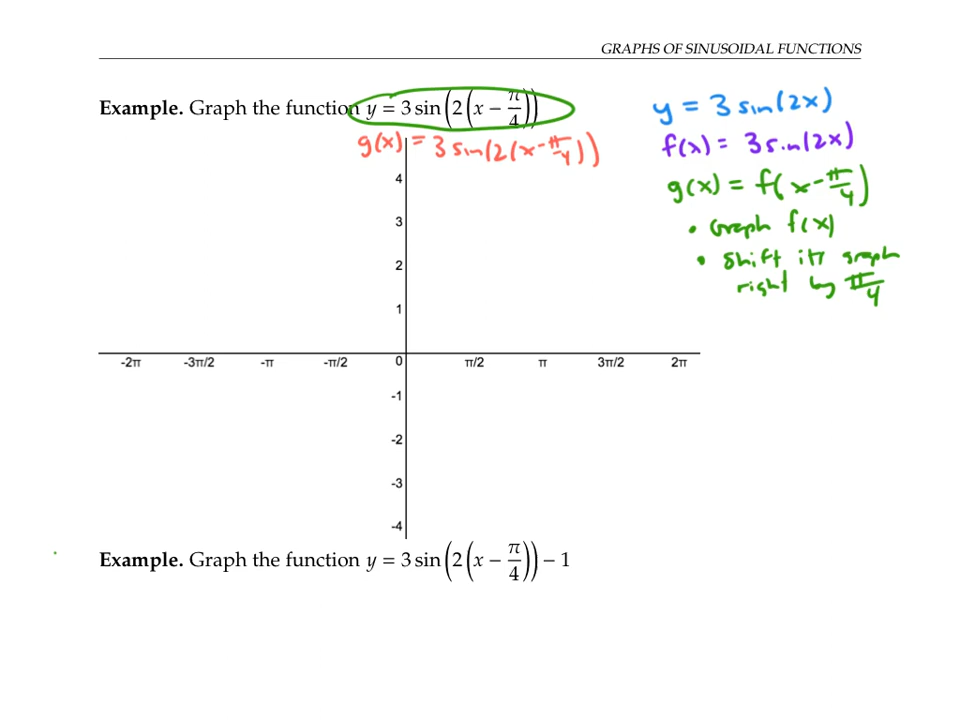 GRAPHS OF SINUSOIDAL FUNCTIONS
Example. Graph the function y = 3 sin(2(x − π/4))
y = 3 sin(2x)
g(x) = 3 sin(2(x-π/4))
f(x) = 3 sin(2x)
g(x) = f(x-π/4)
• Graph f(x)
• shift its graph
right by π/4
4
3
2
1
-2π -3π/2 -π -π/2 0 π/2 π 3π/2 2π
-1
-2
-3
-4
Example. Graph the function y = 3 sin(2(x − π/4)) − 1